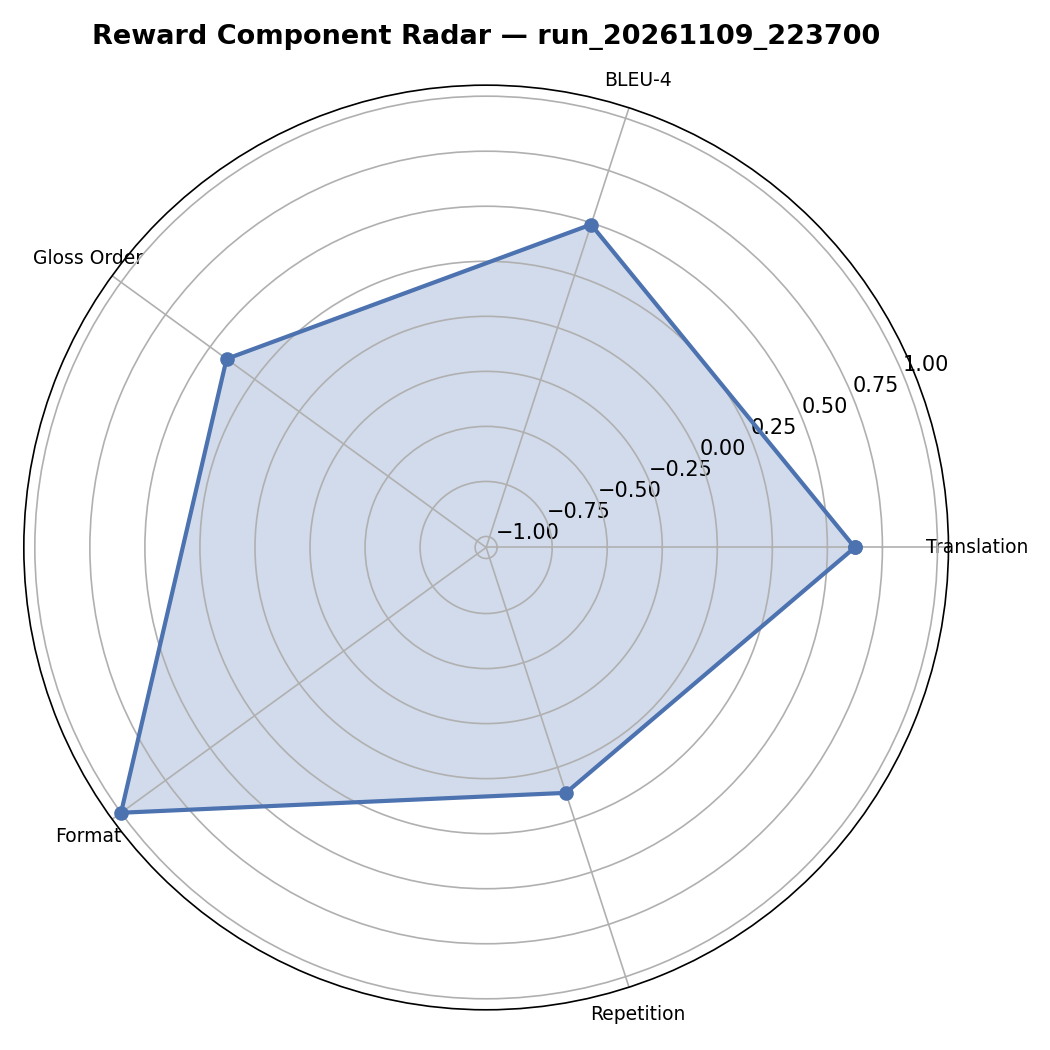 Reward Component Radar — run_20261109_223700
BLEU-4
Gloss Order
1.00
0.75
0.50
0.25
0.00
−0.25
−0.50
−0.75
−1.00
Translation
Format
Repetition